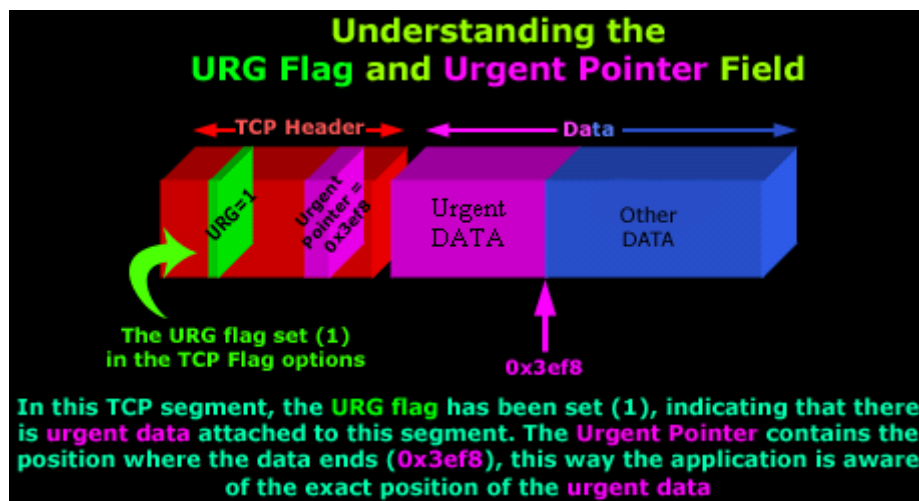 Understanding the
URG Flag and Urgent Pointer Field
TCP Header
Data
URG=1
Urgent
Pointer =
0x3ef8
Urgent
DATA
Other
DATA
The URG flag set (1)
in the TCP Flag options
0x3ef8
In this TCP segment, the URG flag has been set (1), indicating that there
is urgent data attached to this segment. The Urgent Pointer contains the
position where the data ends (0x3ef8), this way the application is aware
of the exact position of the urgent data